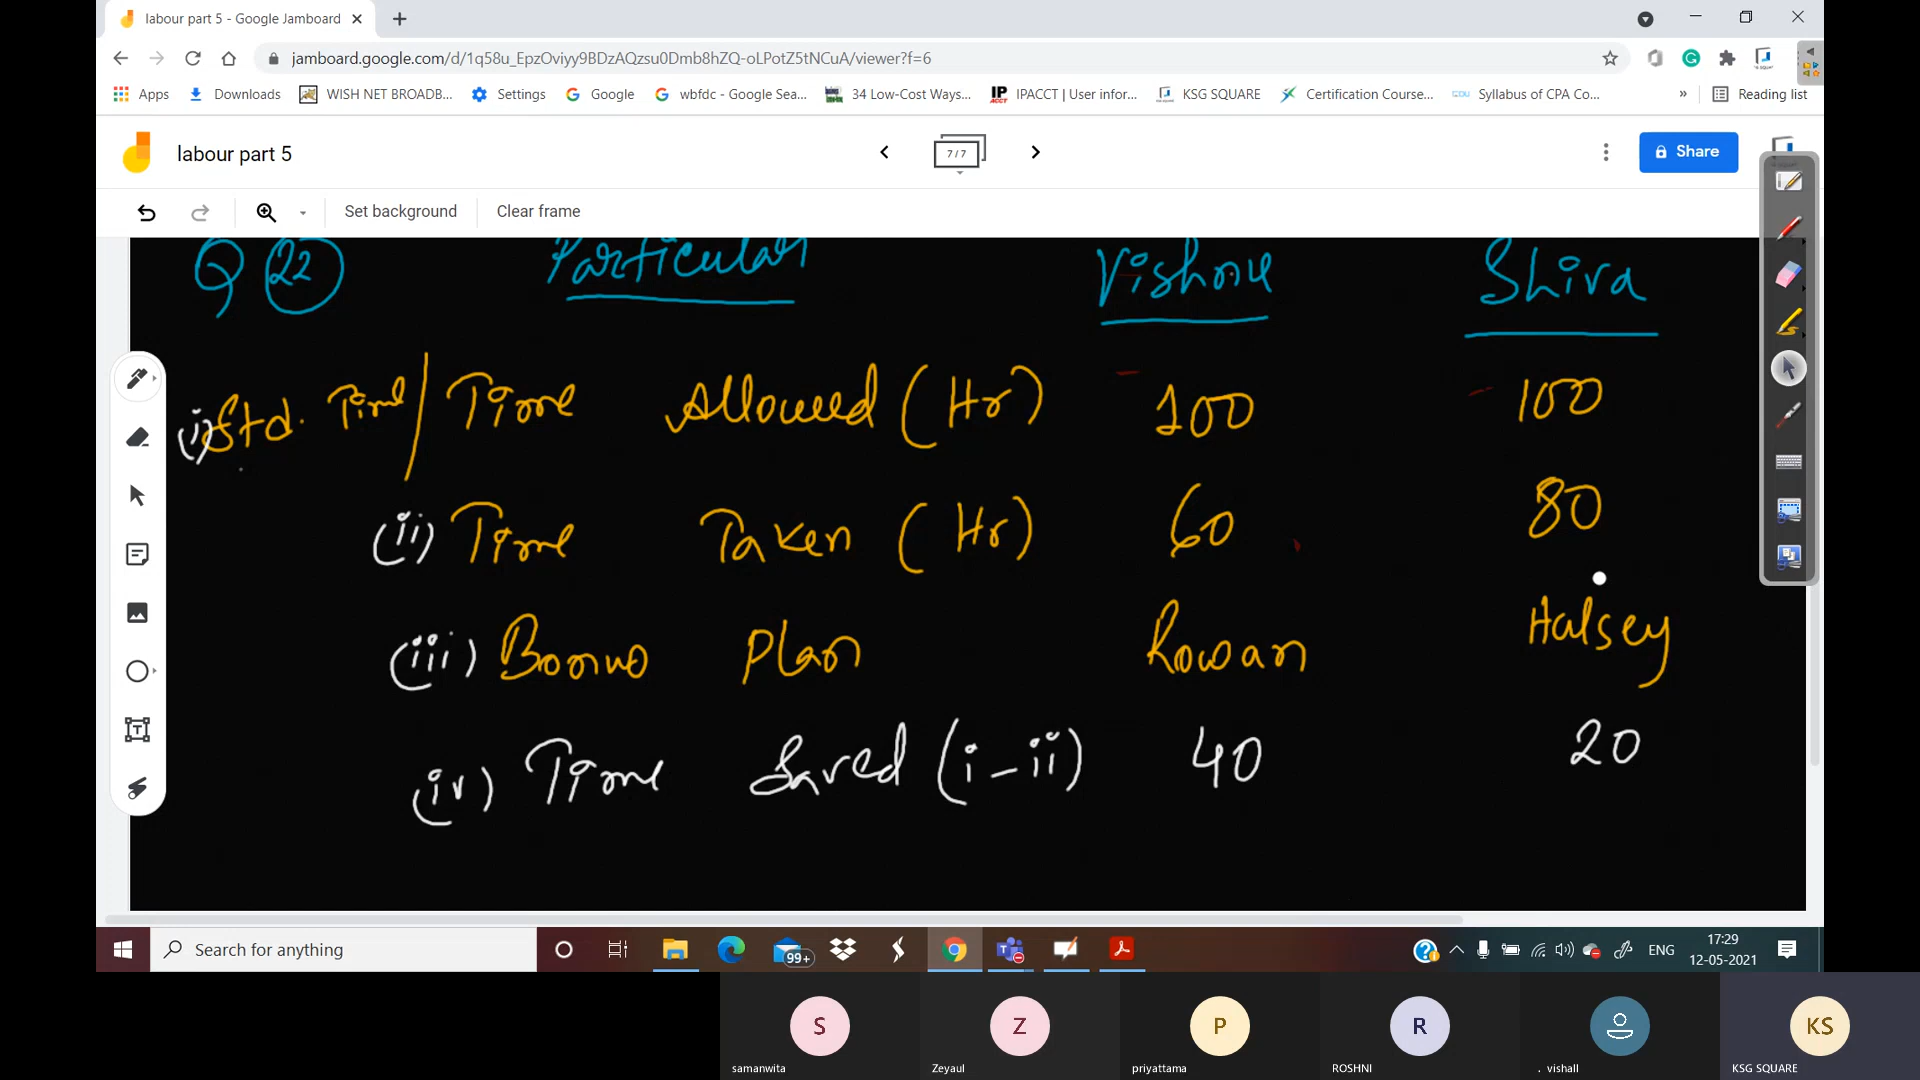 labour part 5 - Google Jamboard
jamboard.google.com/d/1q58u_EpzOviyy9BDzAQzsu0Dmb8hZQ-oLPotZ5tNCuA/viewer?f=6
Apps Downloads WISH NET BROADB... Settings Google wbfdc - Google Sea... 34 Low-Cost Ways... IPACCT | User infor... KSG SQUARE Certification Course... Syllabus of CPA Co... » Reading list
labour part 5 7 / 7 Share
Set background Clear frame
Q 22 Particular Vishnu Shiva
(i) Std. Time / Time Allowed (Hr) 100 100
(ii) Time Taken (Hr) 60 80
(iii) Bonus Plan Rowan Halsey
(iv) Time Saved (i - ii) 40 20
Search for anything 99+ ENG 17:29
12-05-2021
S Z P R KS
samanwita Zeyaul priyattama ROSHNI . vishall KSG SQUARE